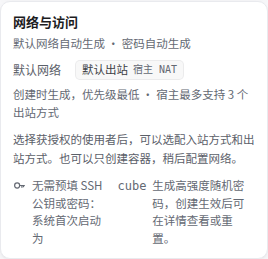 网络与访问
默认网络自动生成 · 密码自动生成
默认网络 默认出站 宿主 NAT
创建时生成，优先级最低 · 宿主最多支持 3 个
出站方式
选择获授权的使用者后，可以选配入站方式和出
站方式。也可以只创建容器，稍后配置网络。
无需预填 SSH
公钥或密码：
系统首次启动
为
cube
生成高强度随机密
码，创建生效后可
在详情查看或重
置。